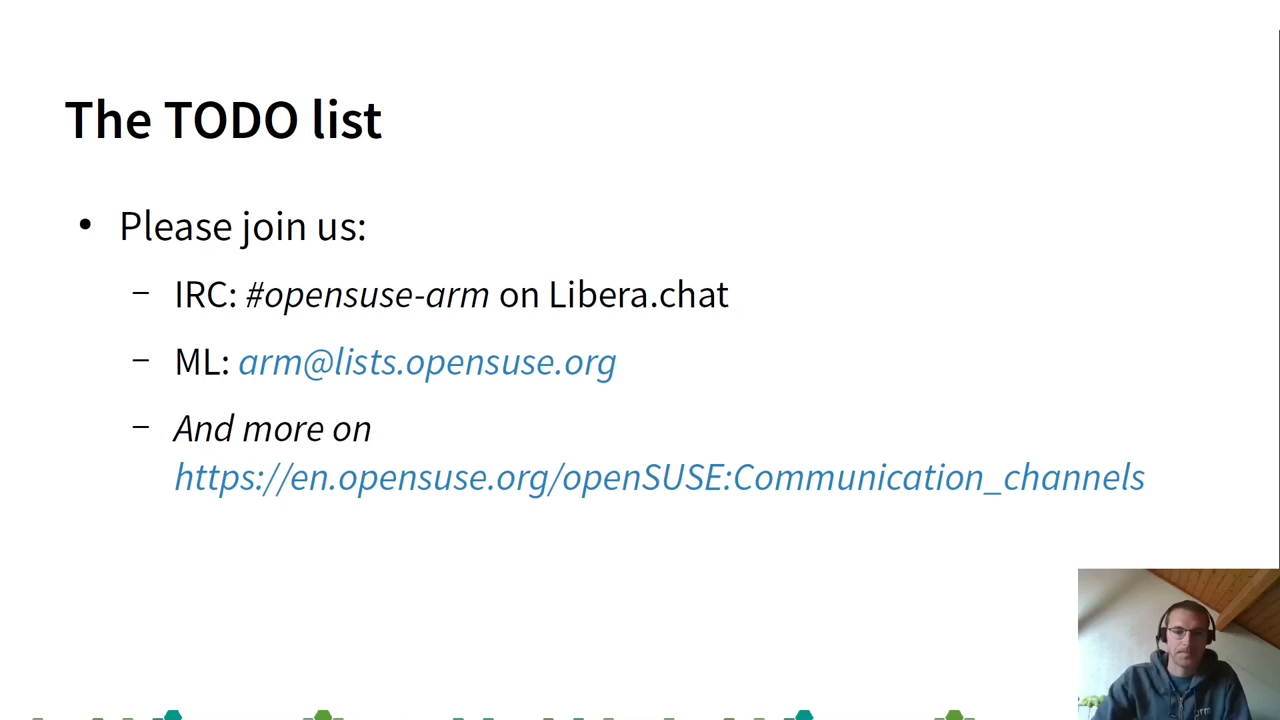 The TODO list
• Please join us:
– IRC: #opensuse-arm on Libera.chat
– ML: arm@lists.opensuse.org
– And more on
https://en.opensuse.org/openSUSE:Communication_channels